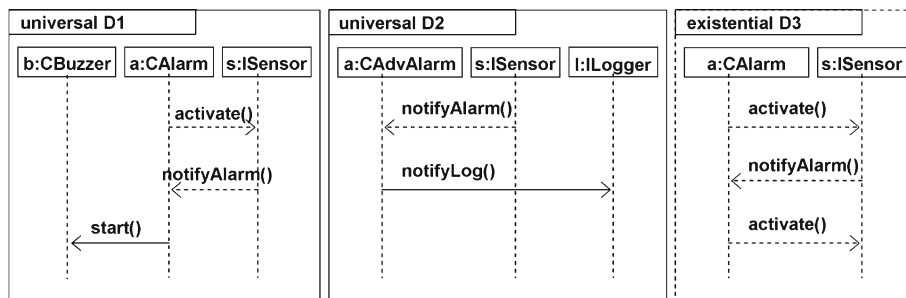 universal D1
b:CBuzzer a:CAlarm s:ISensor
activate()
notifyAlarm()
start()
universal D2
a:CAdvAlarm s:ISensor l:ILogger
notifyAlarm()
notifyLog()
existential D3
a:CAlarm s:ISensor
activate()
notifyAlarm()
activate()